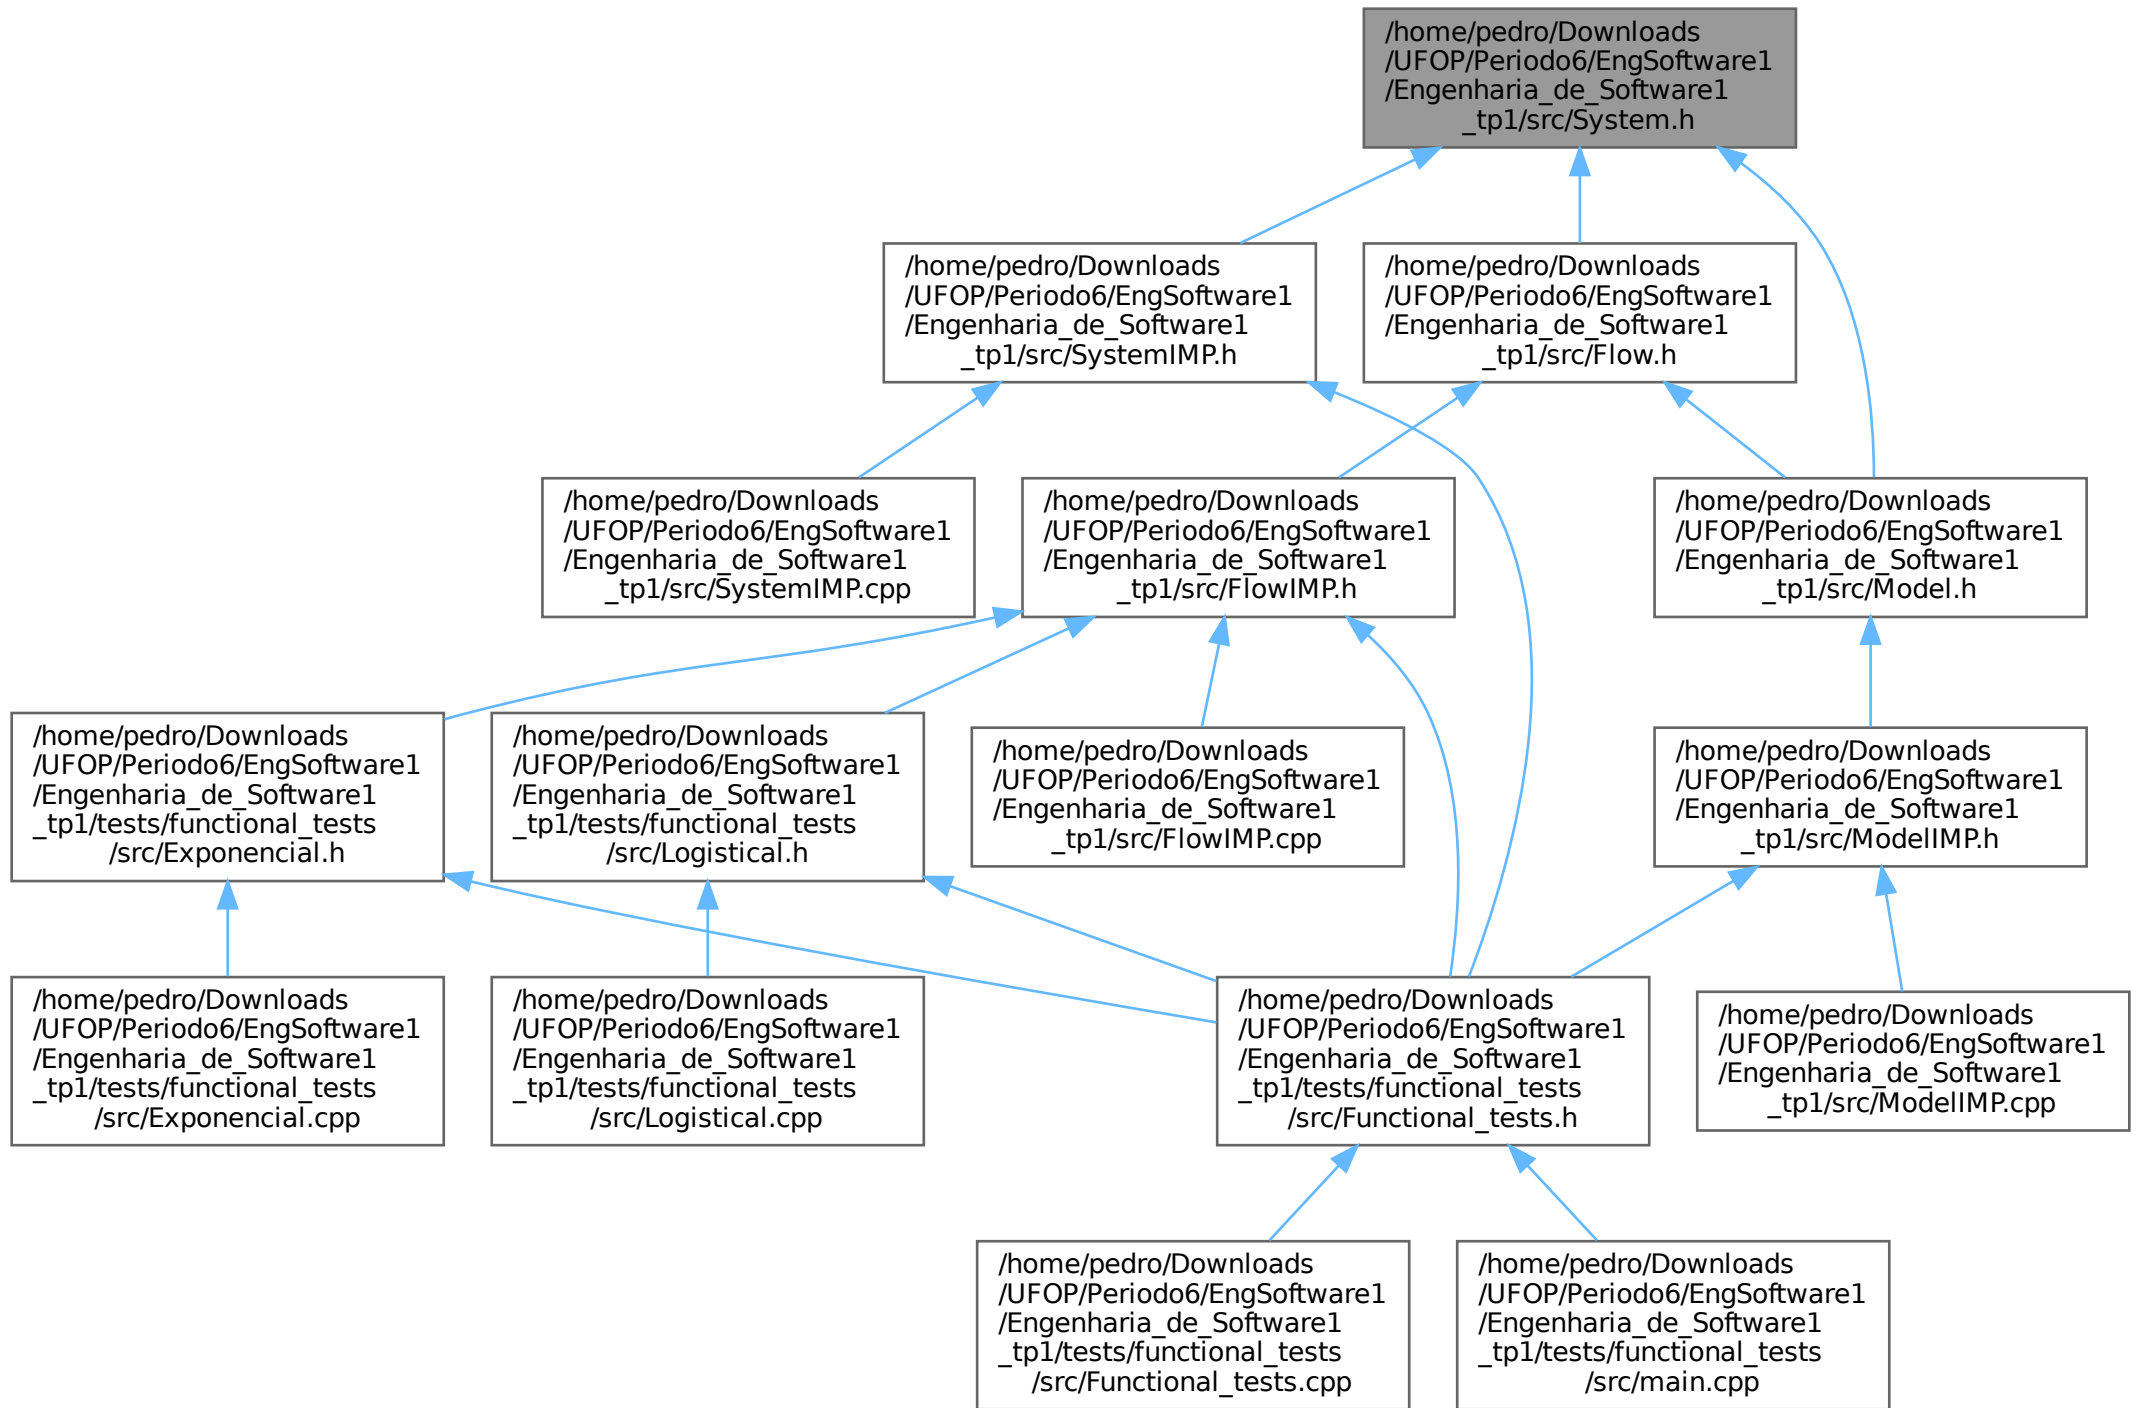 /home/pedro/Downloads
/UFOP/Periodo6/EngSoftware1
/Engenharia_de_Software1
_tp1/src/System.h
/home/pedro/Downloads
/UFOP/Periodo6/EngSoftware1
/Engenharia_de_Software1
_tp1/src/SystemIMP.h
/home/pedro/Downloads
/UFOP/Periodo6/EngSoftware1
/Engenharia_de_Software1
_tp1/src/Flow.h
/home/pedro/Downloads
/UFOP/Periodo6/EngSoftware1
/Engenharia_de_Software1
_tp1/src/SystemIMP.cpp
/home/pedro/Downloads
/UFOP/Periodo6/EngSoftware1
/Engenharia_de_Software1
_tp1/src/FlowIMP.h
/home/pedro/Downloads
/UFOP/Periodo6/EngSoftware1
/Engenharia_de_Software1
_tp1/src/Model.h
/home/pedro/Downloads
/UFOP/Periodo6/EngSoftware1
/Engenharia_de_Software1
_tp1/tests/functional_tests
/src/Exponencial.h
/home/pedro/Downloads
/UFOP/Periodo6/EngSoftware1
/Engenharia_de_Software1
_tp1/tests/functional_tests
/src/Logistical.h
/home/pedro/Downloads
/UFOP/Periodo6/EngSoftware1
/Engenharia_de_Software1
_tp1/src/FlowIMP.cpp
/home/pedro/Downloads
/UFOP/Periodo6/EngSoftware1
/Engenharia_de_Software1
_tp1/src/ModelIMP.h
/home/pedro/Downloads
/UFOP/Periodo6/EngSoftware1
/Engenharia_de_Software1
_tp1/tests/functional_tests
/src/Exponencial.cpp
/home/pedro/Downloads
/UFOP/Periodo6/EngSoftware1
/Engenharia_de_Software1
_tp1/tests/functional_tests
/src/Logistical.cpp
/home/pedro/Downloads
/UFOP/Periodo6/EngSoftware1
/Engenharia_de_Software1
_tp1/tests/functional_tests
/src/Functional_tests.h
/home/pedro/Downloads
/UFOP/Periodo6/EngSoftware1
/Engenharia_de_Software1
_tp1/src/ModelIMP.cpp
/home/pedro/Downloads
/UFOP/Periodo6/EngSoftware1
/Engenharia_de_Software1
_tp1/tests/functional_tests
/src/Functional_tests.cpp
/home/pedro/Downloads
/UFOP/Periodo6/EngSoftware1
/Engenharia_de_Software1
_tp1/tests/functional_tests
/src/main.cpp